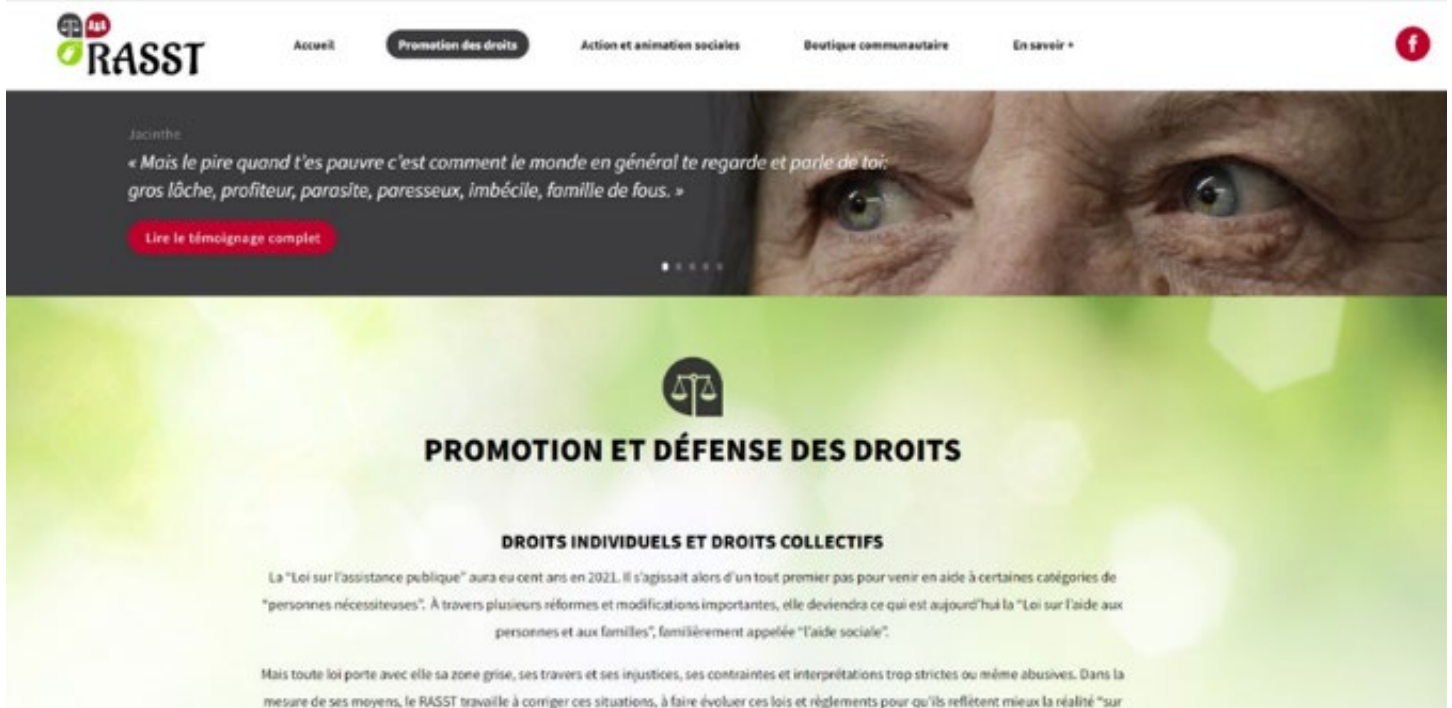 RASST
Accueil
Promotion des droits
Action et animation sociales
Boutique communautaire
En savoir +
f
Jacinthe
« Mais le pire quand t'es pauvre c'est comment le monde en général te regarde et parle de toi:
gros lâche, profiteur, parasite, paresseux, imbécile, famille de fous. »
Lire le témoignage complet
PROMOTION ET DÉFENSE DES DROITS
DROITS INDIVIDUELS ET DROITS COLLECTIFS
La "Loi sur l'assistance publique" aura eu cent ans en 2021. Il s'agissait alors d'un tout premier pas pour venir en aide à certaines catégories de
"personnes nécessiteuses". À travers plusieurs réformes et modifications importantes, elle deviendra ce qui est aujourd'hui la "Loi sur l'aide aux
personnes et aux familles", familièrement appelée "l'aide sociale".
Mais toute loi porte avec elle sa zone grise, ses travers et ses injustices, ses contraintes et interprétations trop strictes ou même abusives. Dans la
mesure de ses moyens, le RASST travaille à corriger ces situations, à faire évoluer ces lois et règlements pour qu'ils reflètent mieux la réalité "sur